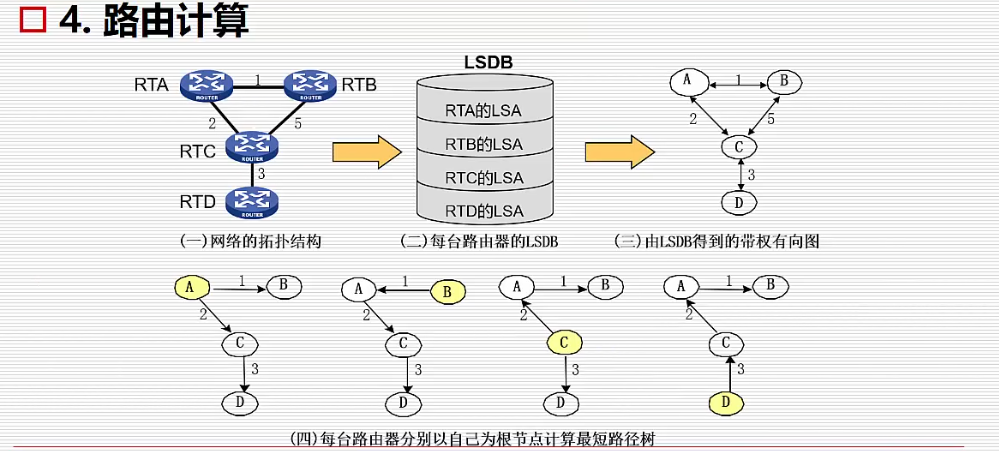 4. 路由计算
LSDB
RTA
1
RTB
2
5
RTC
3
RTD
ROUTER
ROUTER
ROUTER
ROUTER
RTA的LSA
RTB的LSA
RTC的LSA
RTD的LSA
A
1
B
2
5
C
3
D
(一)网络的拓扑结构
(二)每台路由器的LSDB
(三)由LSDB得到的带权有向图
A
1
B
2
C
3
D
A
1
B
2
C
3
D
A
1
B
2
C
3
D
A
1
B
2
C
3
D
(四)每台路由器分别以自己为根节点计算最短路径树